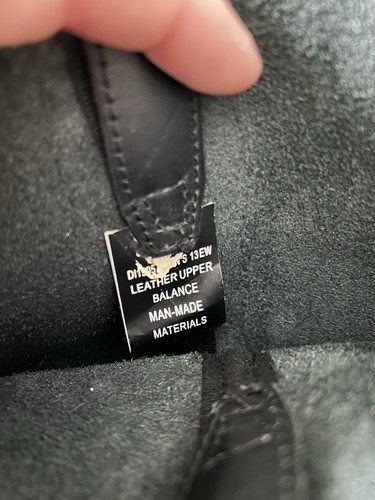 13EW
LEATHER UPPER
BALANCE
MAN-MADE
MATERIALS